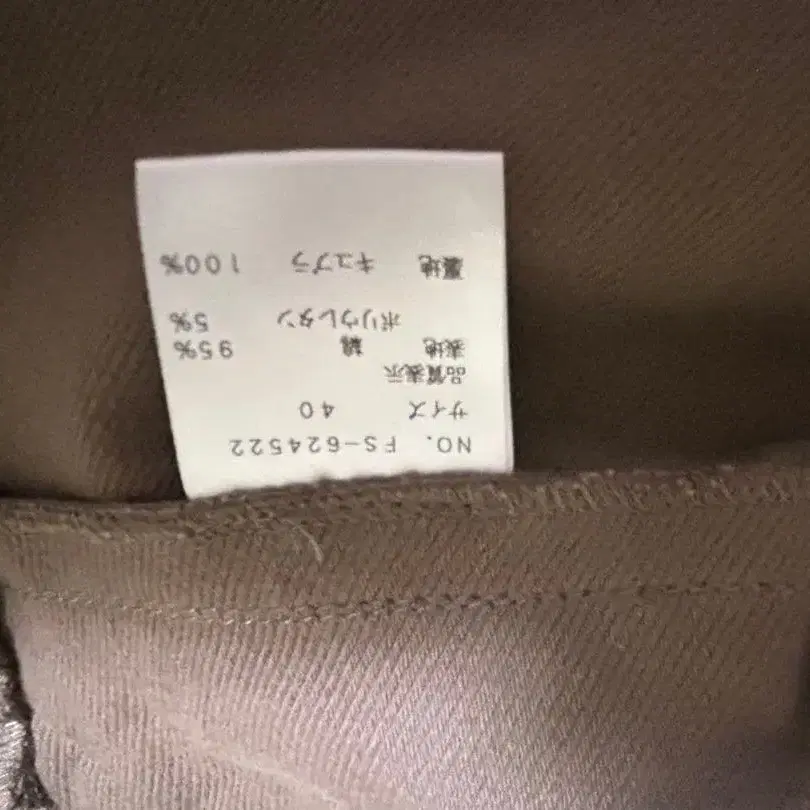 NO. FS-624522
サイズ 40
品質表示
表地 綿 95%
ポリウレタン 5%
裏地 キュプラ 100%